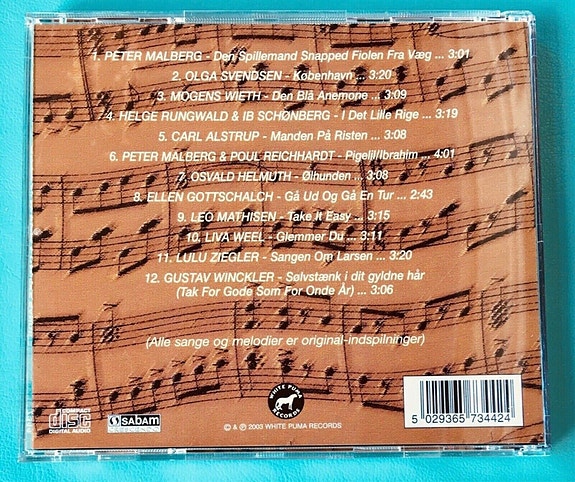 1. PETER MALBERG - Den Spillemand Snapped Fiolen Fra Væg ... 3:01
2. OLGA SVENDSEN - København ... 3:20
3. MOGENS WIETH - Den Blå Anemone ... 3:09
4. HELGE RUNGWALD & IB SCHØNBERG - I Det Lille Rige ... 3:19
5. CARL ALSTRUP - Manden På Risten ... 3:08
6. PETER MALBERG & POUL REICHHARDT - Pigelil/Ibrahim ... 4:01
7. OSVALD HELMUTH - Ølhunden ... 3:08
8. ELLEN GOTTSCHALCH - Gå Ud Og Gå En Tur ... 2:43
9. LEO MATHISEN - Take It Easy ... 3:15
10. LIVA WEEL - Glemmer Du ... 3:11
11. LULU ZIEGLER - Sangen Om Larsen ... 3:20
12. GUSTAV WINCKLER - Sølvstænk i dit gyldne hår
(Tak For Gode Som For Onde År) ... 3:06
(Alle sange og melodier er original-indspilninger)
COMPACT
disc
DIGITAL AUDIO
sabam
WHITE PUMA
RECORDS
© & ℗ 2003 WHITE PUMA RECORDS
5 029365 734424